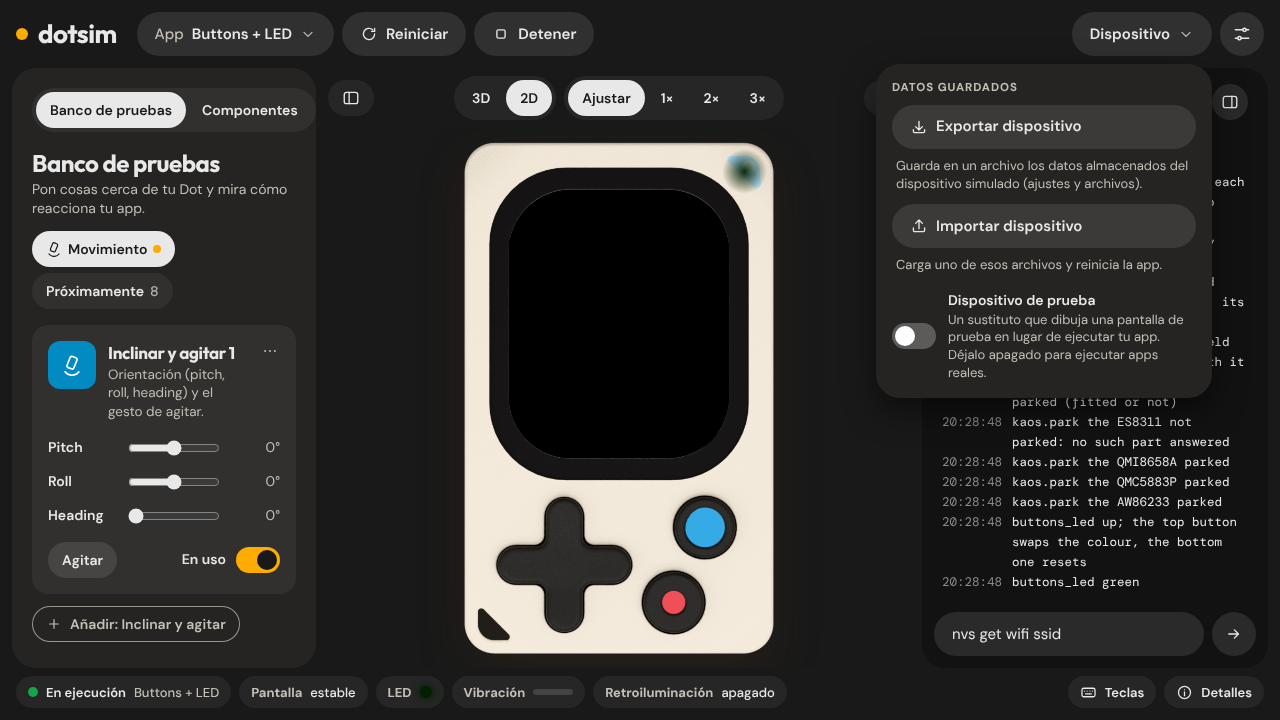 dotsim
App Buttons + LED
Reiniciar
Detener
Dispositivo
Banco de pruebas
Componentes
Banco de pruebas
Pon cosas cerca de tu Dot y mira cómo
reacciona tu app.
Movimiento
Próximamente 8
Inclinar y agitar 1
Orientación (pitch,
roll, heading) y el
gesto de agitar.
Pitch 0°
Roll 0°
Heading 0°
Agitar
En uso
Añadir: Inclinar y agitar
3D 2D
Ajustar 1× 2× 3×
DATOS GUARDADOS
Exportar dispositivo
Guarda en un archivo los datos almacenados del
dispositivo simulado (ajustes y archivos).
Importar dispositivo
Carga uno de esos archivos y reinicia la app.
Dispositivo de prueba
Un sustituto que dibuja una pantalla de
prueba en lugar de ejecutar tu app.
Déjalo apagado para ejecutar apps
reales.
each
its
parked (fitted or not)
20:28:48 kaos.park the ES8311 not
parked: no such part answered
20:28:48 kaos.park the QMI8658A parked
20:28:48 kaos.park the QMC5883P parked
20:28:48 kaos.park the AW86233 parked
20:28:48 buttons_led up; the top button
swaps the colour, the bottom
one resets
20:28:48 buttons_led green
nvs get wifi ssid
En ejecución Buttons + LED
Pantalla estable
LED
Vibración
Retroiluminación apagado
Teclas
Detalles